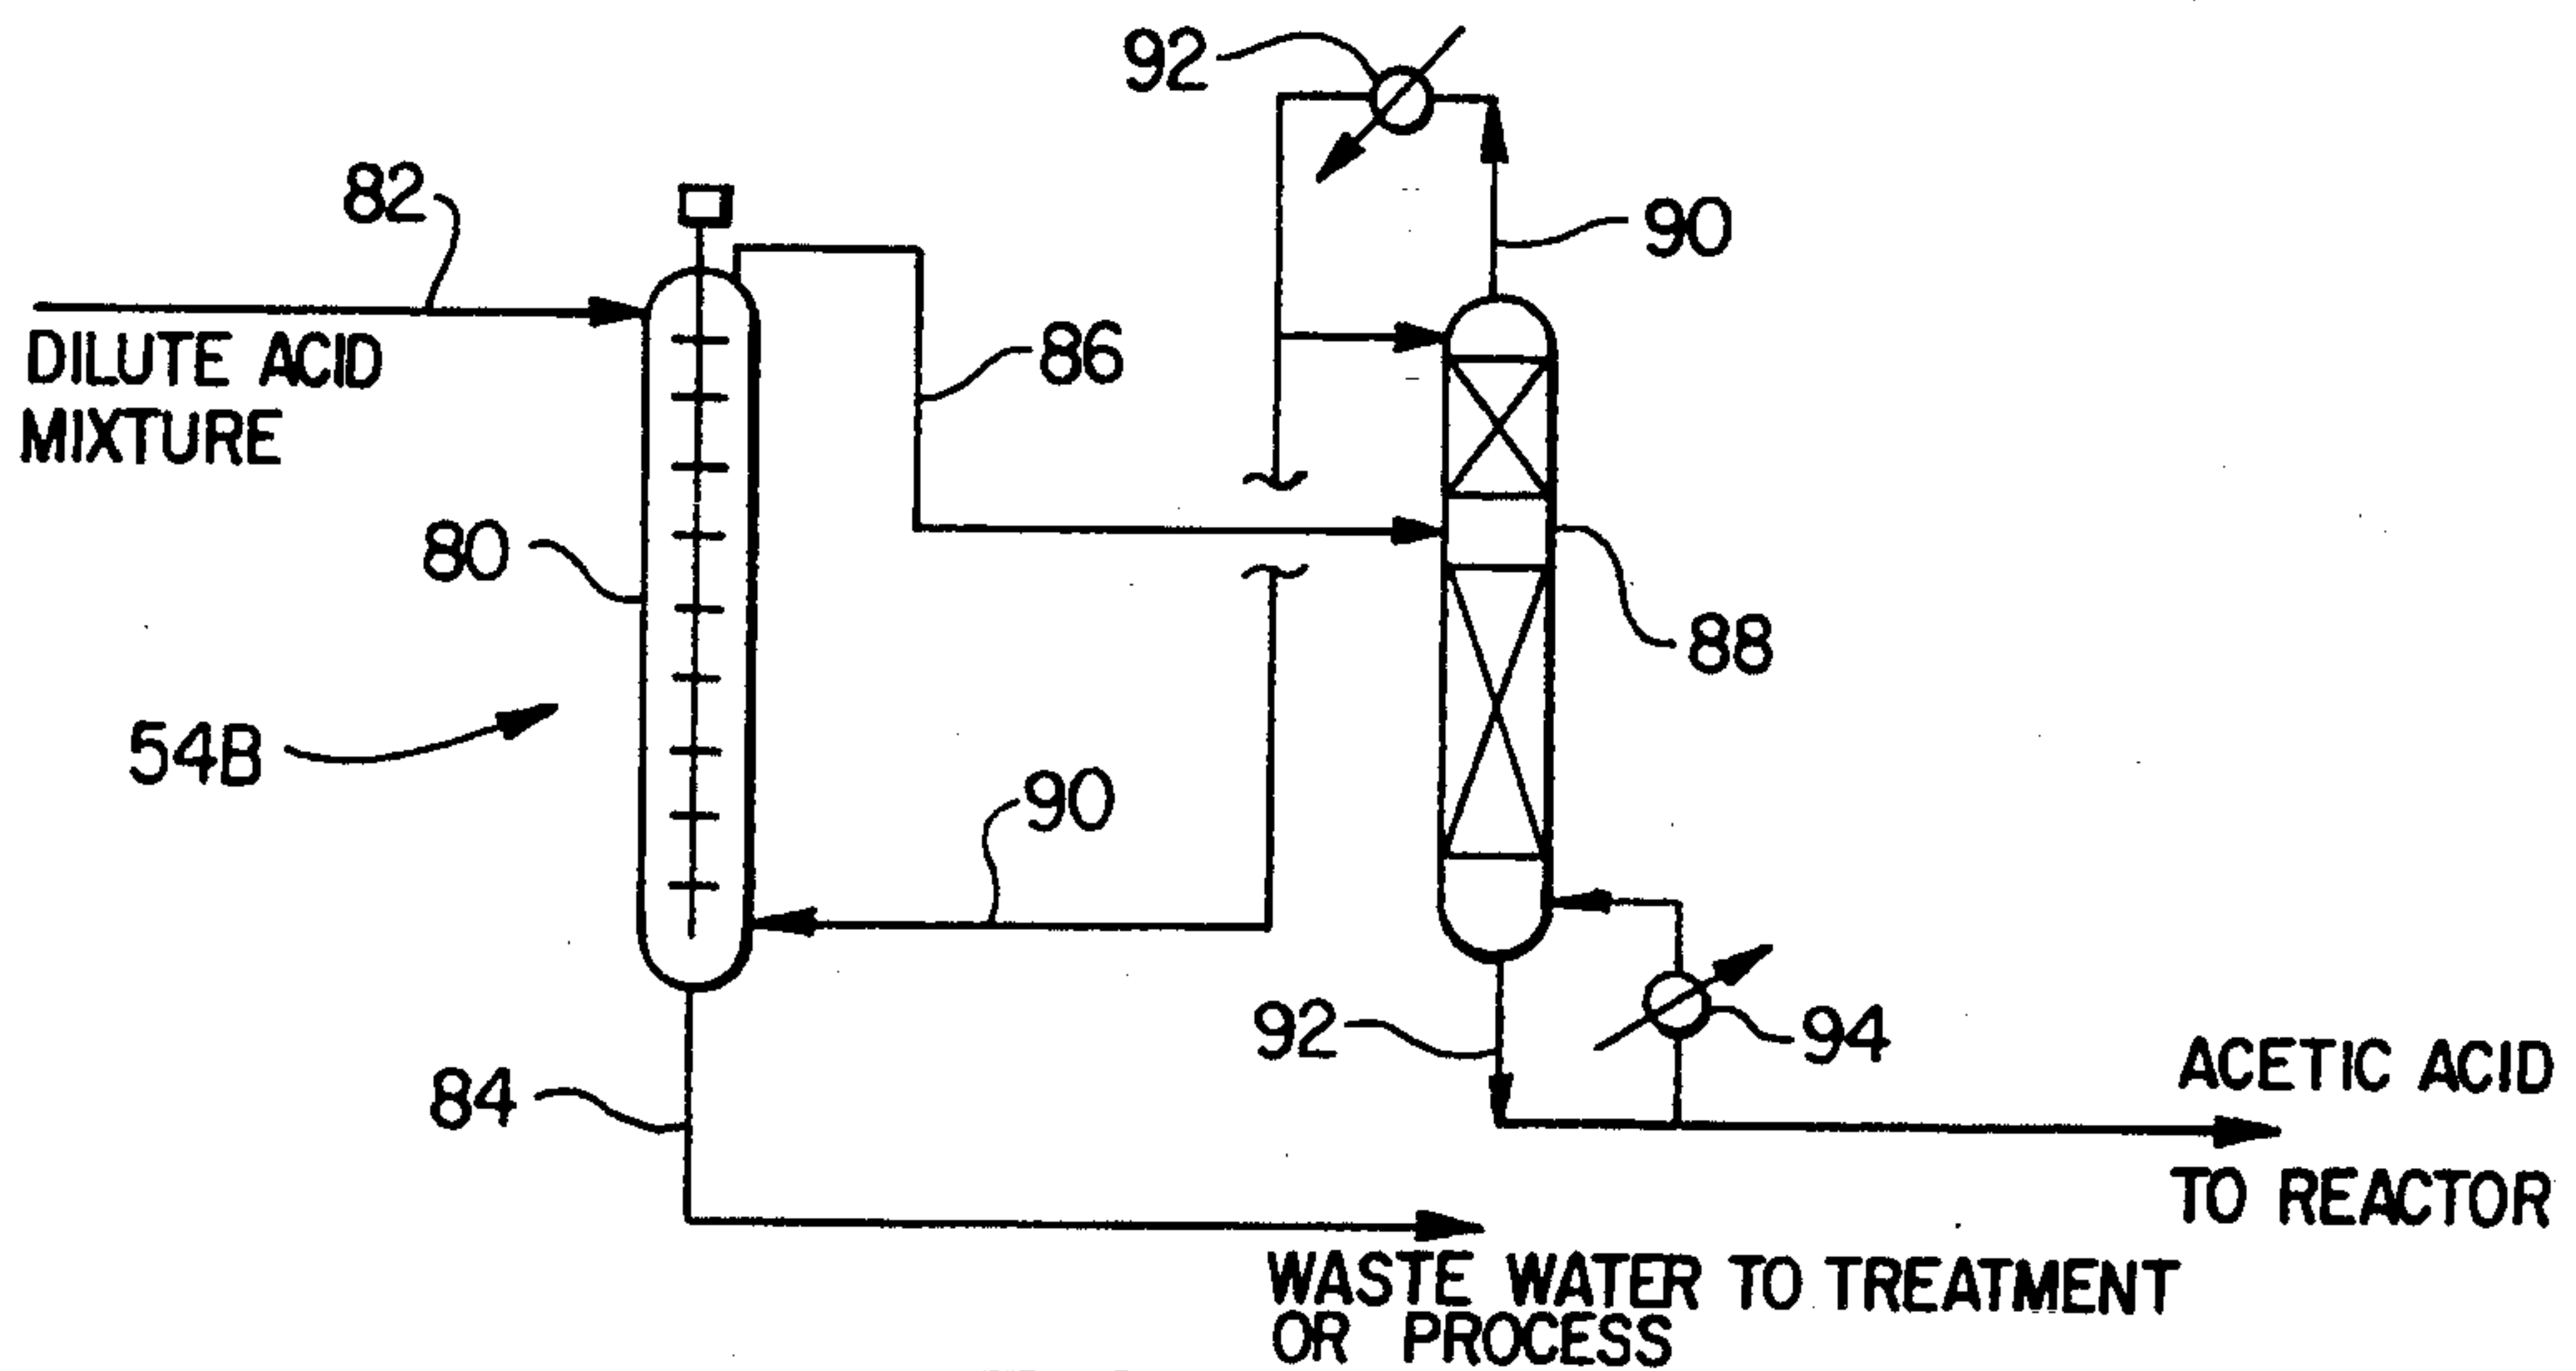 92
82
90
DILUTE ACID
MIXTURE
86
80
88
54B
90
92
94
84
ACETIC ACID
TO REACTOR
WASTE WATER TO TREATMENT
OR PROCESS